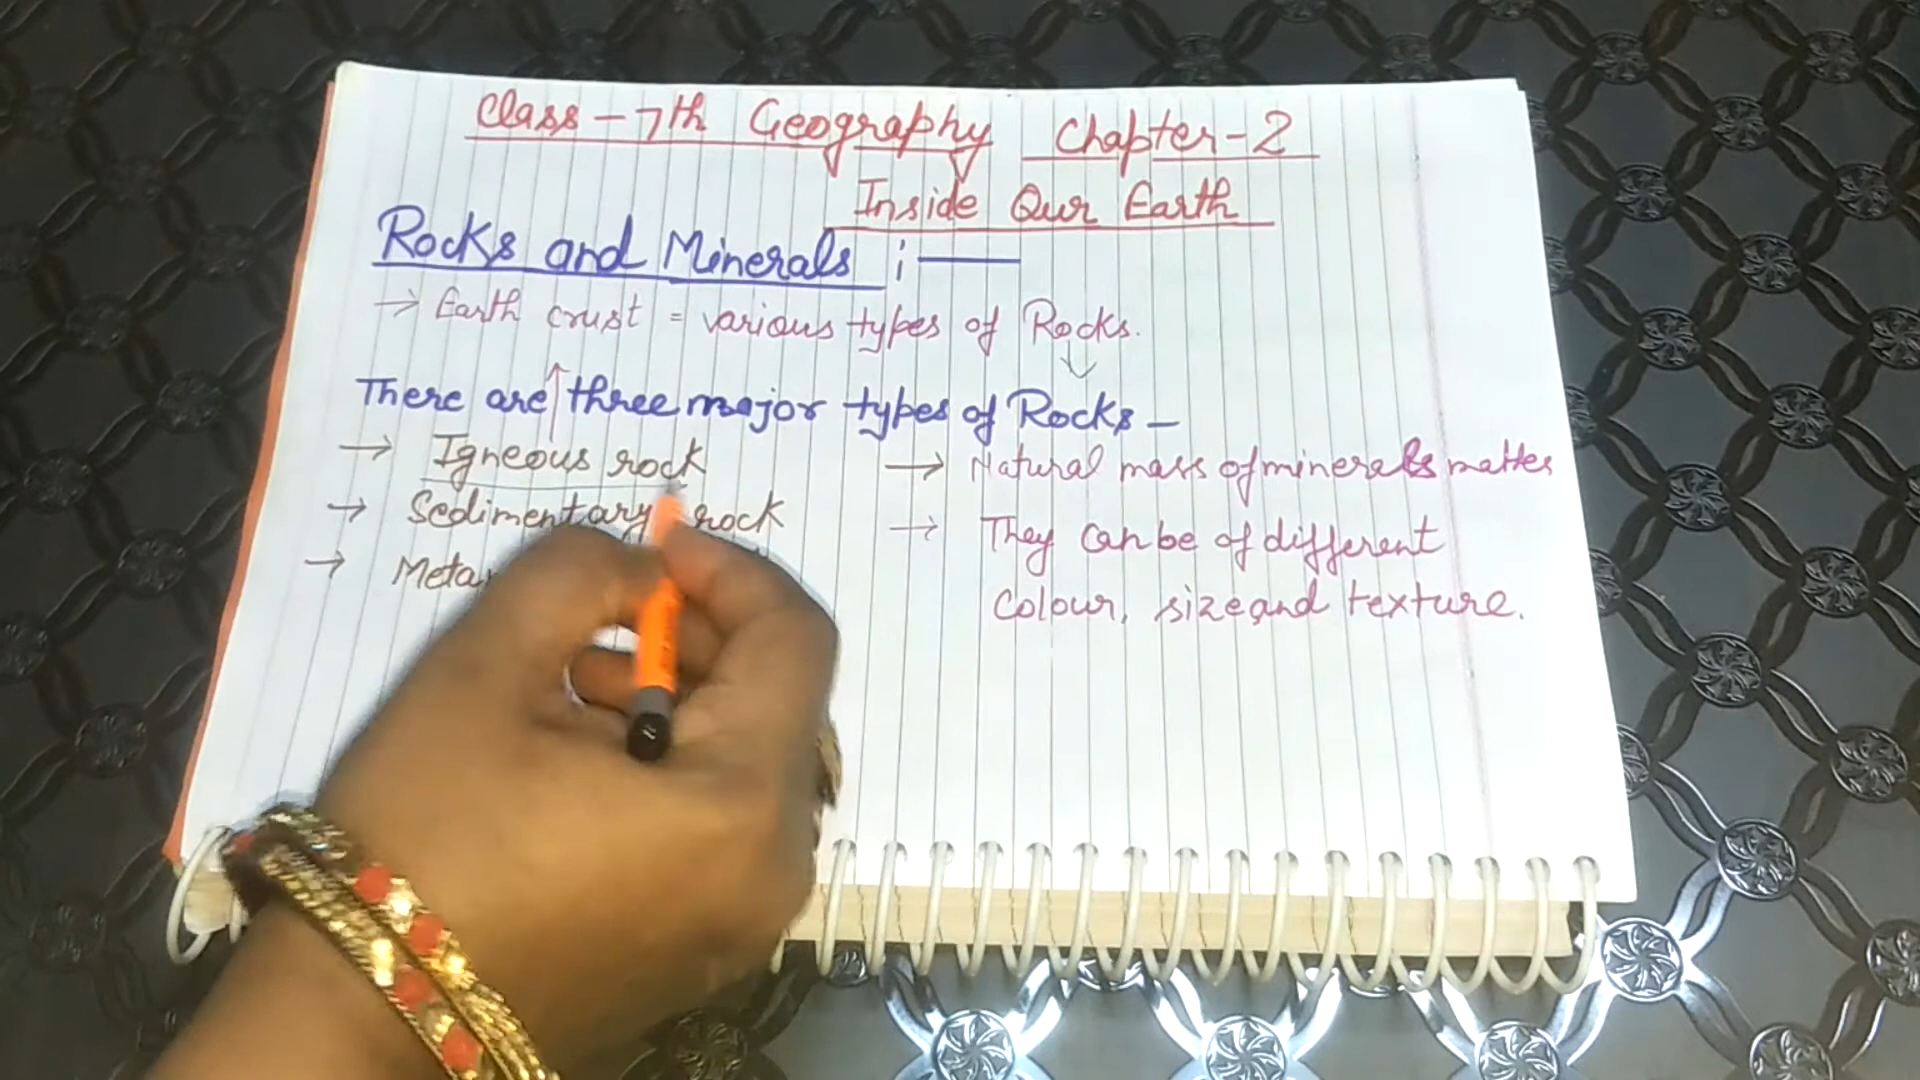 Class - 7th Geography Chapter - 2
Inside Our Earth
Rocks and Minerals :—
→ Earth crust = various types of Rocks.
There are three major types of Rocks -
→ Igneous rock
→ Sedimentary rock
→
→ Natural mass of minerals matter
→ They can be of different
colour, size and texture.